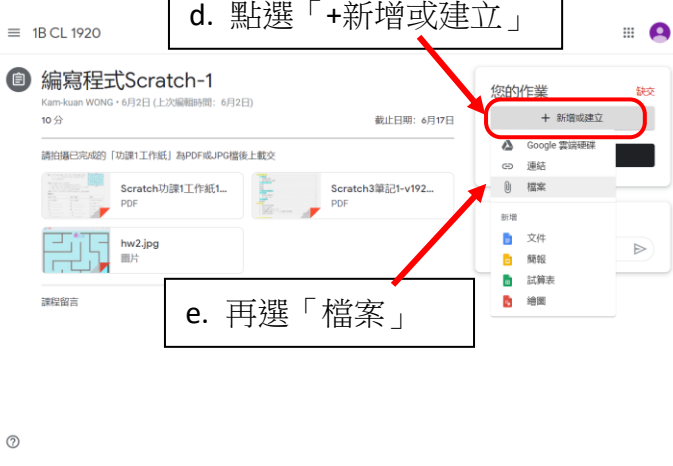 d. 點選「+新增或建立」
1B CL 1920
編寫程式Scratch-1
Kam-kuan WONG・6月2日 (上次編輯時間：6月2日)
10 分
截止日期：6月17日
請拍攝已完成的「功課1工作紙」為PDF或JPG檔後上載交
Scratch功課1工作紙1...
PDF
Scratch3筆記1-v192...
PDF
hw2.jpg
圖片
課程留言
您的作業
缺交
+ 新增或建立
Google 雲端硬碟
連結
檔案
新增
文件
簡報
試算表
繪圖
e. 再選「檔案」